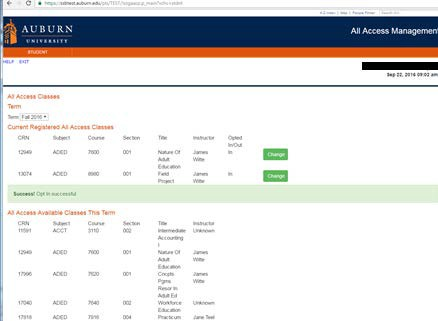 https://ssbtest.auburn.edu/pls/TEST/
A-Z Index | Map | People Finder
AUBURN
UNIVERSITY
All Access Management
STUDENT
HELP EXIT
Sep 22, 2016 09:02 am
All Access Classes
Term
Term: Fall 2016
Current Registered All Access Classes
CRN Subject Course Section Title Instructor Opted In/Out
12949 ADED 7600 001 Nature Of Adult Education James Witte In Change
13074 ADED 8980 001 Field Project James Witte In Change
Success! Opt in successful
All Access Available Classes This Term
CRN Subject Course Section Title Instructor
11591 ACCT 3110 002 Intermediate Accounting I Unknown
12949 ADED 7600 001 Nature Of Adult Education James Witte
17996 ADED 7620 001 Cncpts Pgms Resor In Adult Ed James Witte
17040 ADED 7640 002 Workforce Education Unknown
17918 ADED 7916 004 Practicum Jane Teel